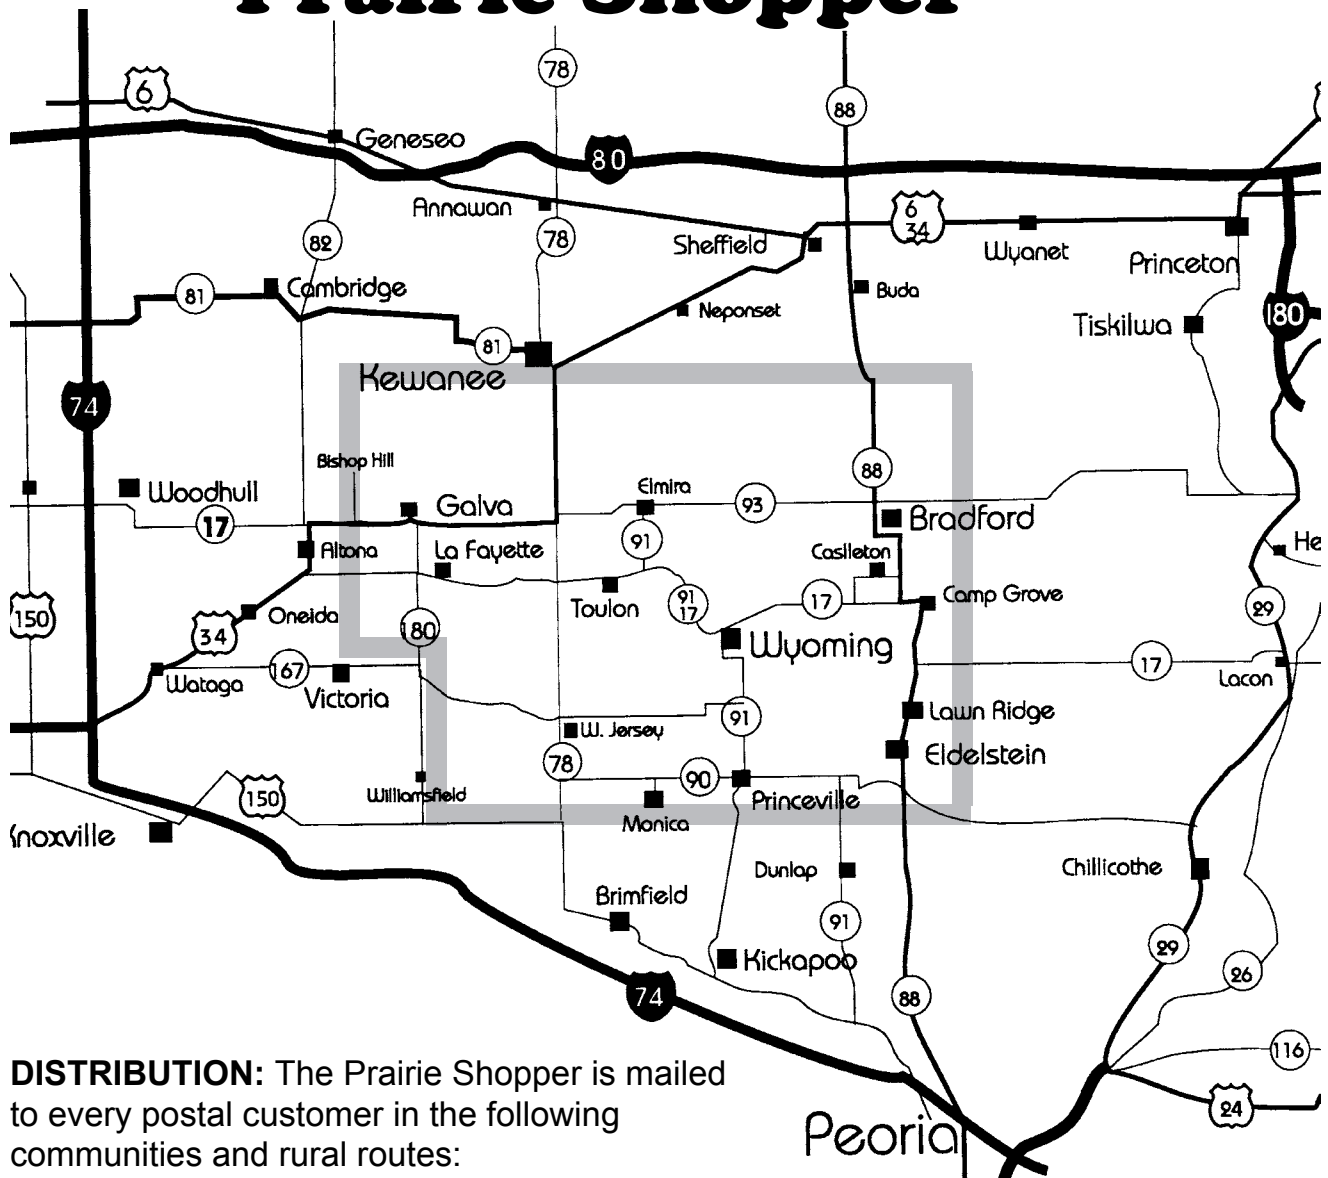 Prairie Shopper
6
78
88
Geneseo
80
Annawan
82
78
Sheffield
6
34
Wyanet
Princeton
81
Cambridge
Neponset
Buda
Tiskilwa
180
81
Kewanee
74
Bishop Hill
88
Woodhull
17
Galva
Elmira
93
Bradford
Altona
La Fayette
91
Caslleton
He
150
Oneida
34
180
Toulon
91
17
17
Camp Grove
29
Wyoming
Wataga
167
Victoria
17
Lacon
W. Jersey
91
Lawn Ridge
78
Eldelstein
150
Williamsfield
90
Princeville
Knoxville
Monica
Dunlap
Chillicothe
Brimfield
91
Kickapoo
29
26
74
88
116
24
Peoria
DISTRIBUTION: The Prairie Shopper is mailed
to every postal customer in the following
communities and rural routes: